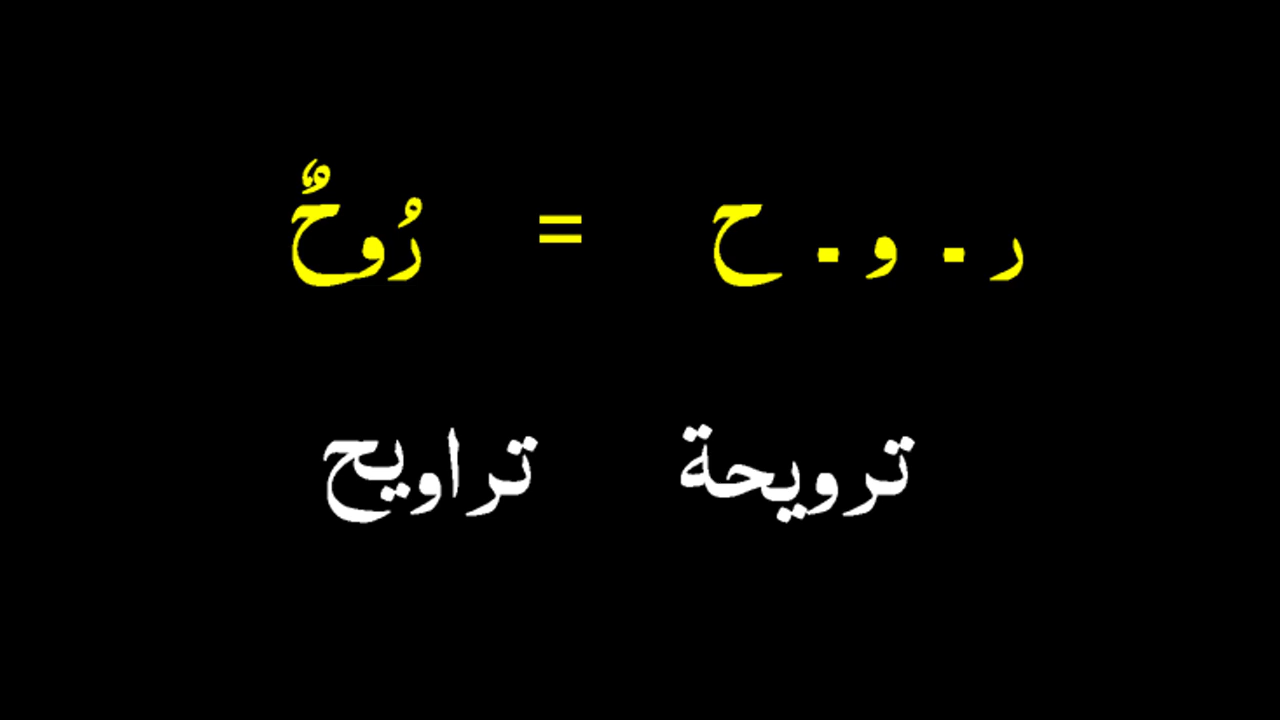 ر . و . ح = رُوحٌ
ترويحة تراويح